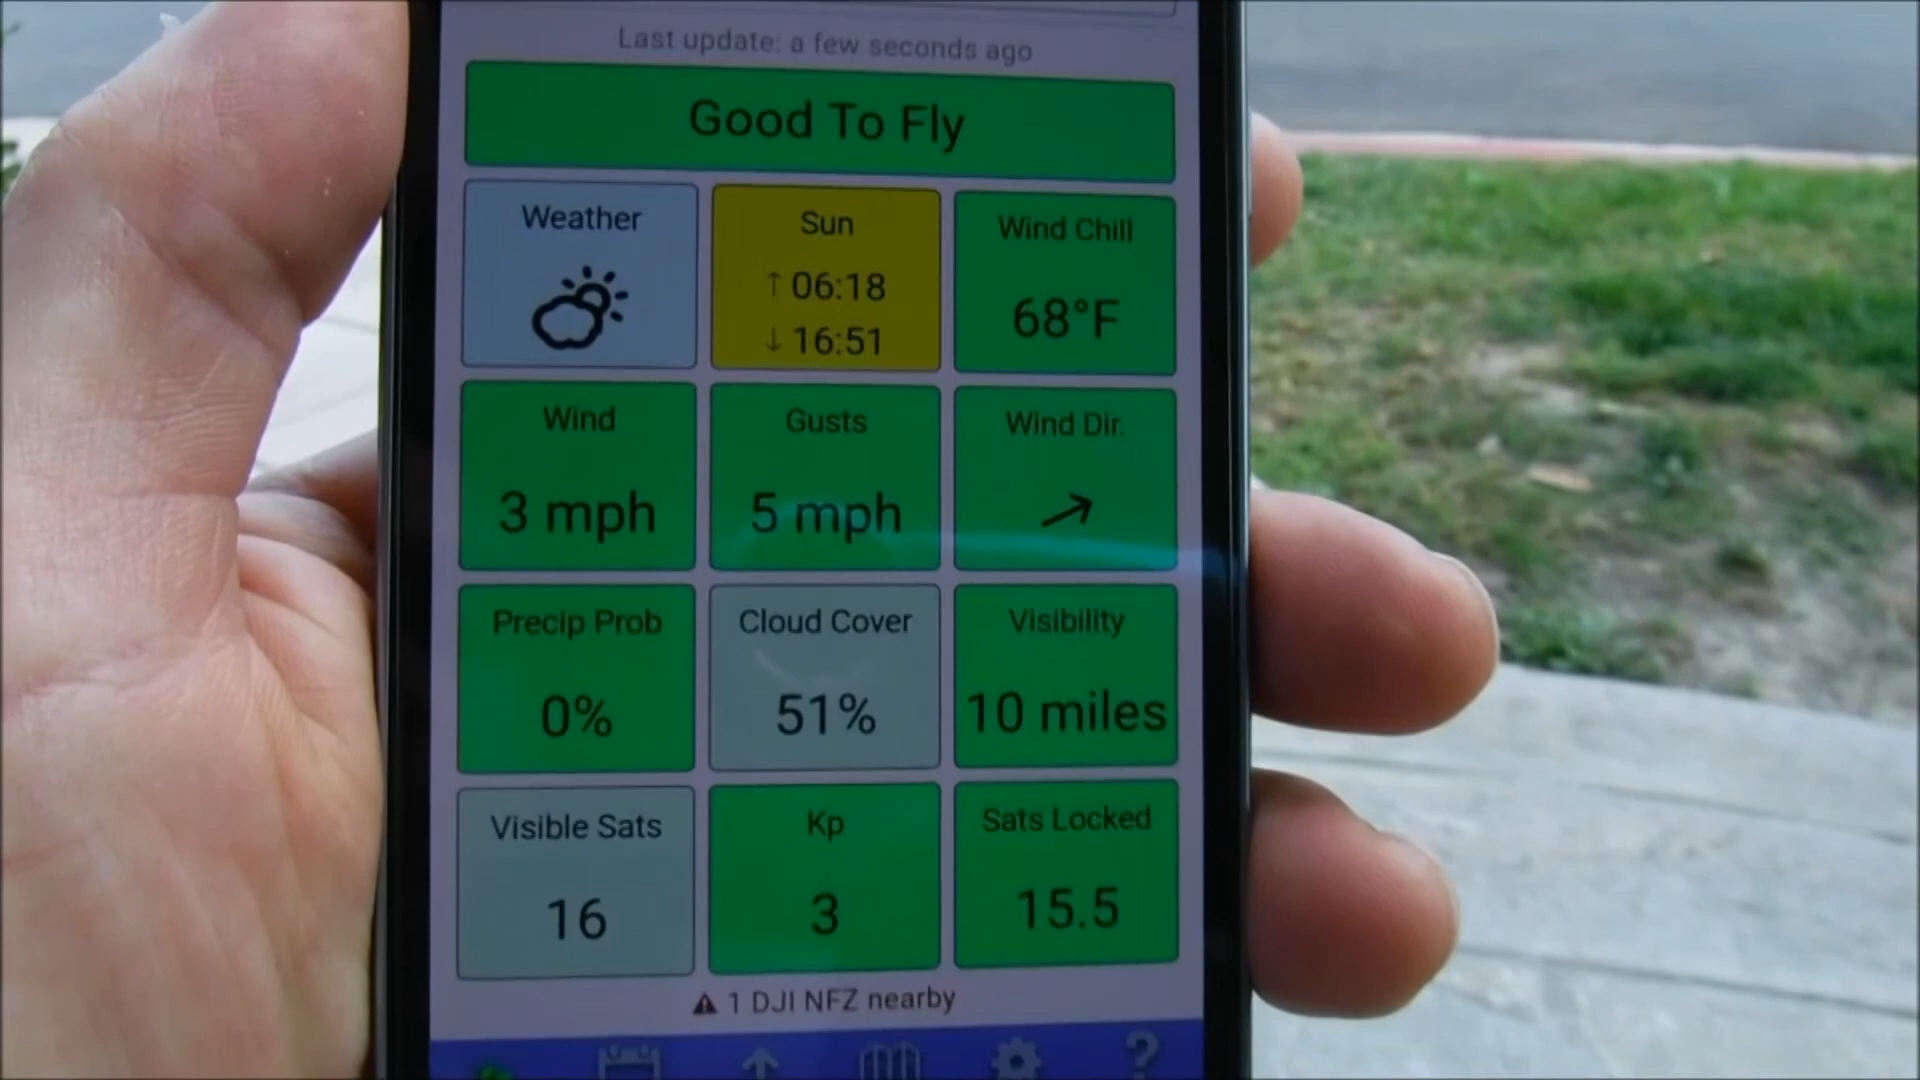 Last update: a few seconds ago
Good To Fly
Weather
Sun
↑ 06:18
↓ 16:51
Wind Chill
68°F
Wind
3 mph
Gusts
5 mph
Wind Dir.
Precip Prob
0%
Cloud Cover
51%
Visibility
10 miles
Visible Sats
16
Kp
3
Sats Locked
15.5
1 DJI NFZ nearby
?